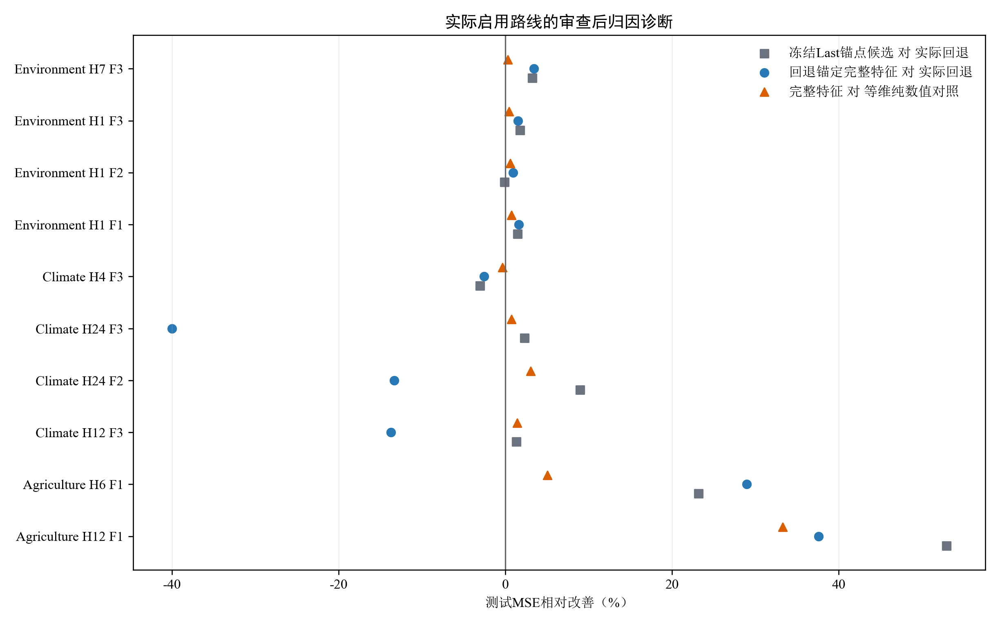 实际启用路线的审查后归因诊断
冻结Last锚点候选 对 实际回退
回退锚定完整特征 对 实际回退
完整特征 对 等维纯数值对照
Environment H7 F3
Environment H1 F3
Environment H1 F2
Environment H1 F1
Climate H4 F3
Climate H24 F3
Climate H24 F2
Climate H12 F3
Agriculture H6 F1
Agriculture H12 F1
-40 -20 0 20 40
测试MSE相对改善（%）